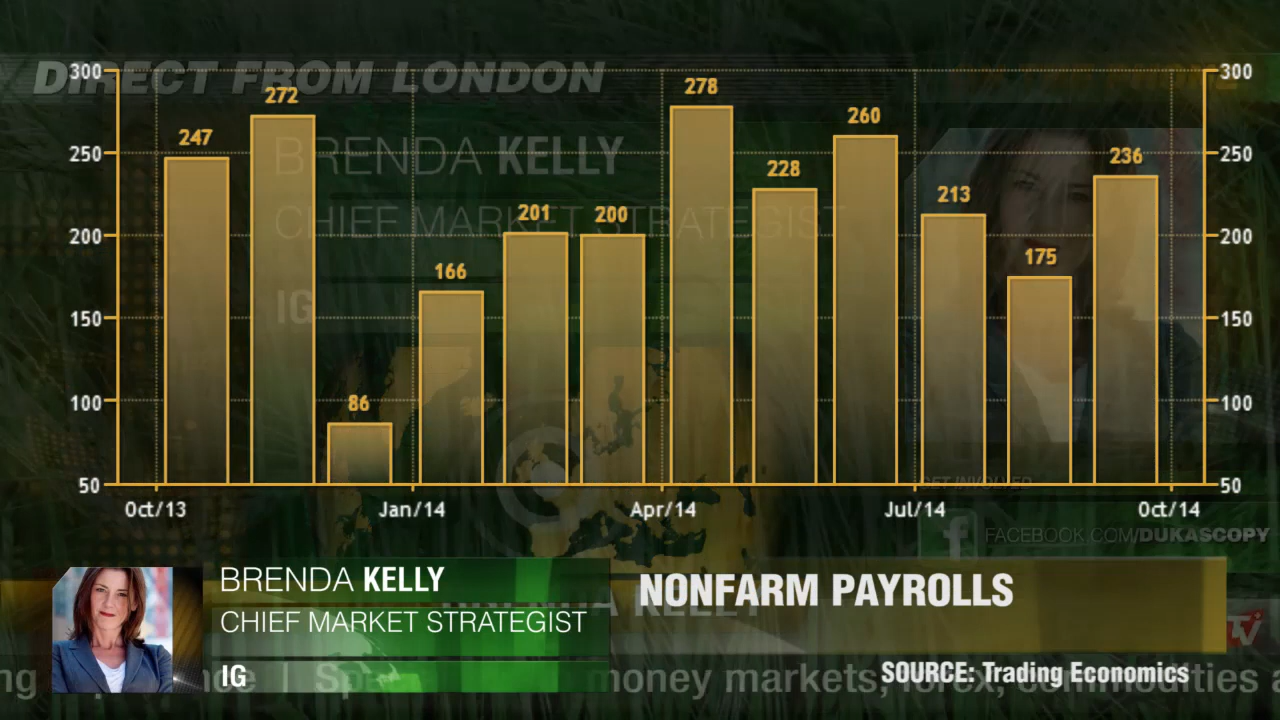 DIRECT FROM LONDON
300
250
200
150
100
50
300
250
200
150
100
50
247
272
86
166
201
200
278
228
260
213
175
236
Oct/13
Jan/14
Apr/14
Jul/14
Oct/14
BRENDA KELLY
CHIEF MARKET STRATEGIST
IG
GET INVOLVED
FACEBOOK.COM/DUKASCOPY
BRENDA KELLY
CHIEF MARKET STRATEGIST
IG
NONFARM PAYROLLS
TV
SOURCE: Trading Economics
money markets, forex, commodities